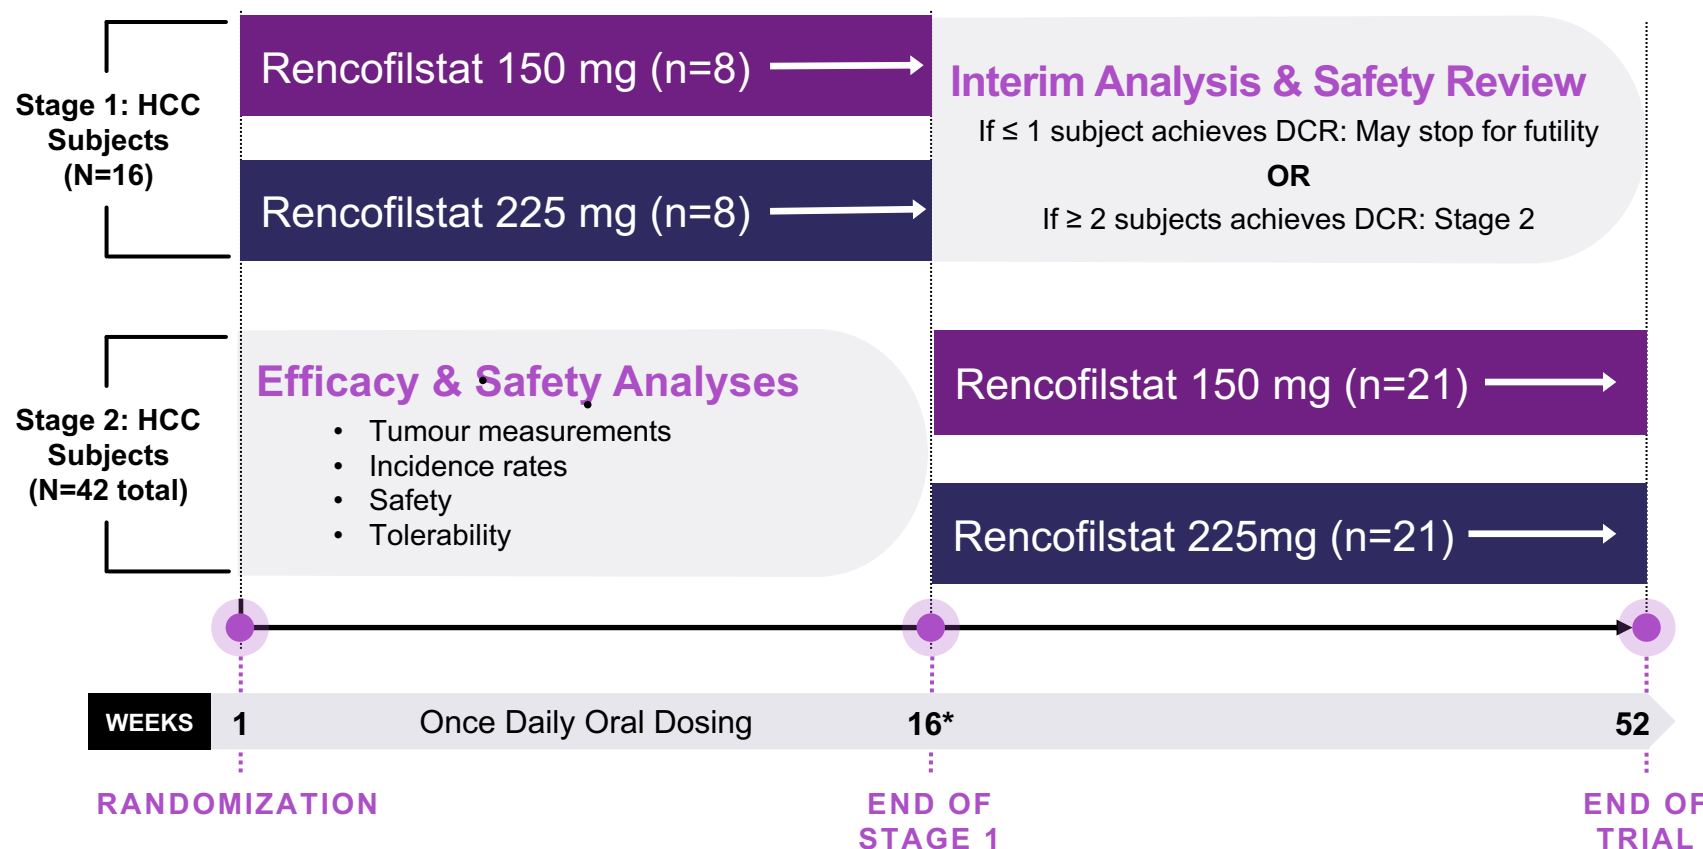 Stage 1: HCC
Subjects
(N=16)
Rencofilstat 150 mg (n=8)
Rencofilstat 225 mg (n=8)
Interim Analysis & Safety Review
If ≤ 1 subject achieves DCR: May stop for futility
OR
If ≥ 2 subjects achieves DCR: Stage 2
Stage 2: HCC
Subjects
(N=42 total)
Efficacy & Safety Analyses
• Tumour measurements
• Incidence rates
• Safety
• Tolerability
Rencofilstat 150 mg (n=21)
Rencofilstat 225mg (n=21)
WEEKS 1 Once Daily Oral Dosing 16* 52
RANDOMIZATION
END OF
STAGE 1
END OF
TRIAL